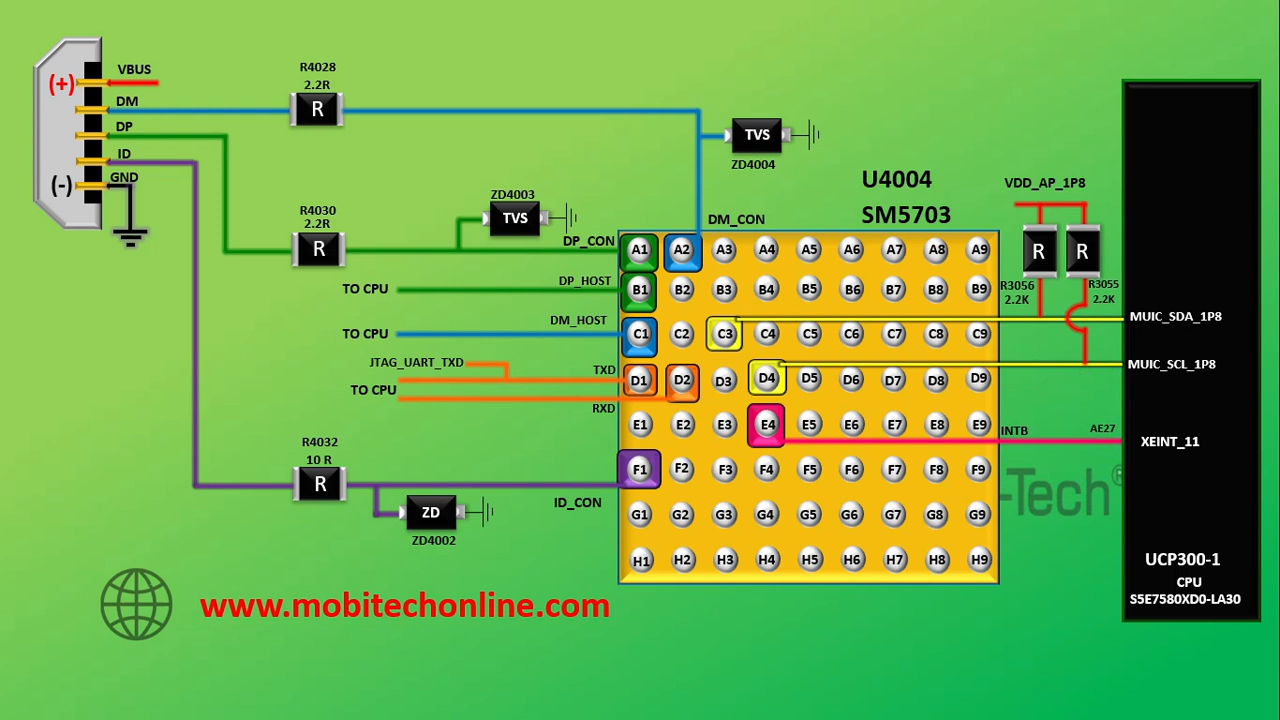 VBUS
(+)
DM
DP
ID
(-)
GND
R4028
2.2R
R
TVS
ZD4004
R4030
2.2R
R
ZD4003
TVS
DP_CON
DM_CON
U4004
SM5703
VDD_AP_1P8
R
R
R3056
2.2K
R3055
2.2K
TO CPU
DP_HOST
TO CPU
DM_HOST
JTAG_UART_TXD
TO CPU
TXD
RXD
R4032
10 R
R
ZD
ZD4002
ID_CON
A1 A2 A3 A4 A5 A6 A7 A8 A9
B1 B2 B3 B4 B5 B6 B7 B8 B9
C1 C2 C3 C4 C5 C6 C7 C8 C9
D1 D2 D3 D4 D5 D6 D7 D8 D9
E1 E2 E3 E4 E5 E6 E7 E8 E9
F1 F2 F3 F4 F5 F6 F7 F8 F9
G1 G2 G3 G4 G5 G6 G7 G8 G9
H1 H2 H3 H4 H5 H6 H7 H8 H9
MUIC_SDA_1P8
MUIC_SCL_1P8
INTB
AE27
XEINT_11
-Tech®
UCP300-1
CPU
S5E7580XD0-LA30
www.mobitechonline.com